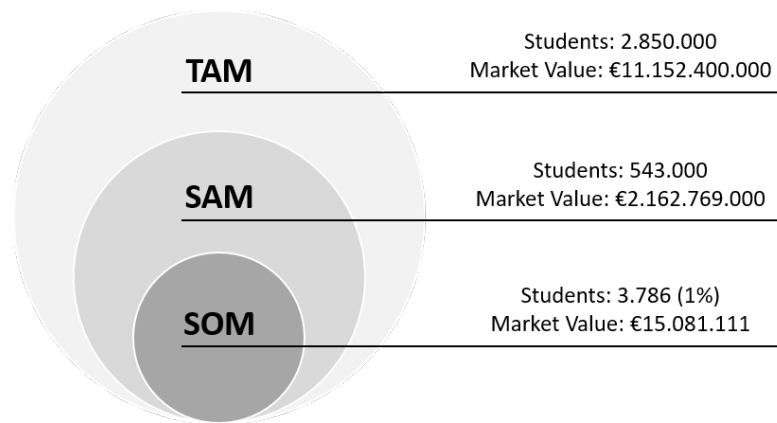 TAM
Students: 2.850.000
Market Value: €11.152.400.000
SAM
Students: 543.000
Market Value: €2.162.769.000
SOM
Students: 3.786 (1%)
Market Value: €15.081.111